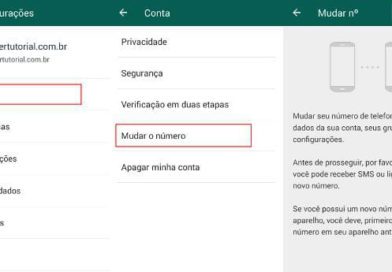 gurações
ertutorial.com.br
ertutorial.com.br
as
ções
dados
s
Conta
Privacidade
Segurança
Verificação em duas etapas
Mudar o número
Apagar minha conta
Mudar nº
Mudar seu número de telefon
dados da sua conta, seus gru
configurações.
Antes de prosseguir, por favo
você pode receber SMS ou lig
novo número.
Se você possui um novo núm
aparelho, você deve, primeiro
número em seu aparelho ant